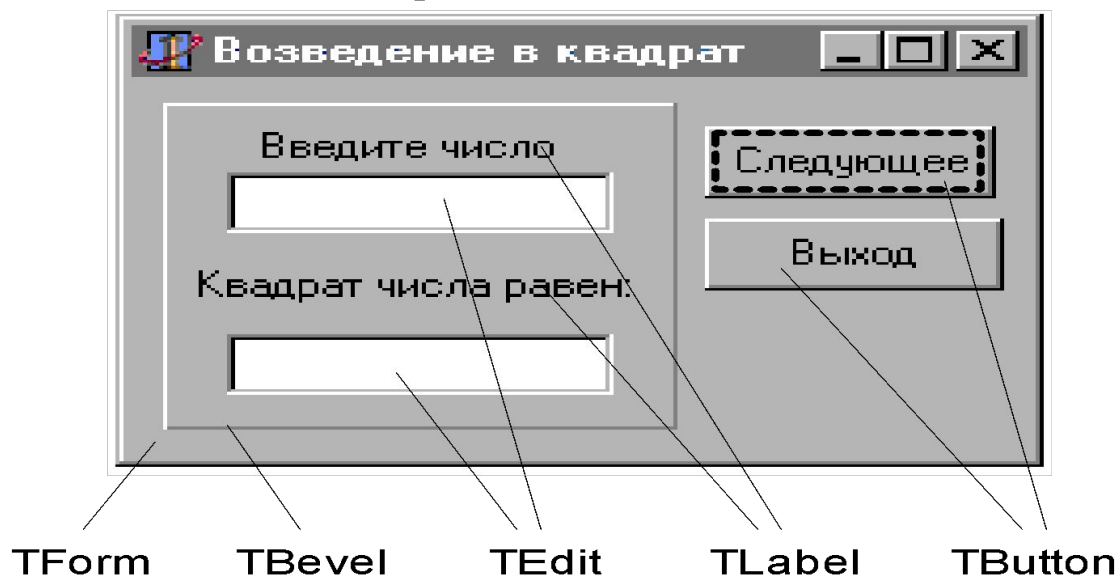 Возведение в квадрат
Введите число
Следующее
Выход
Квадрат числа равен:
TForm TBevel TEdit TLabel TButton